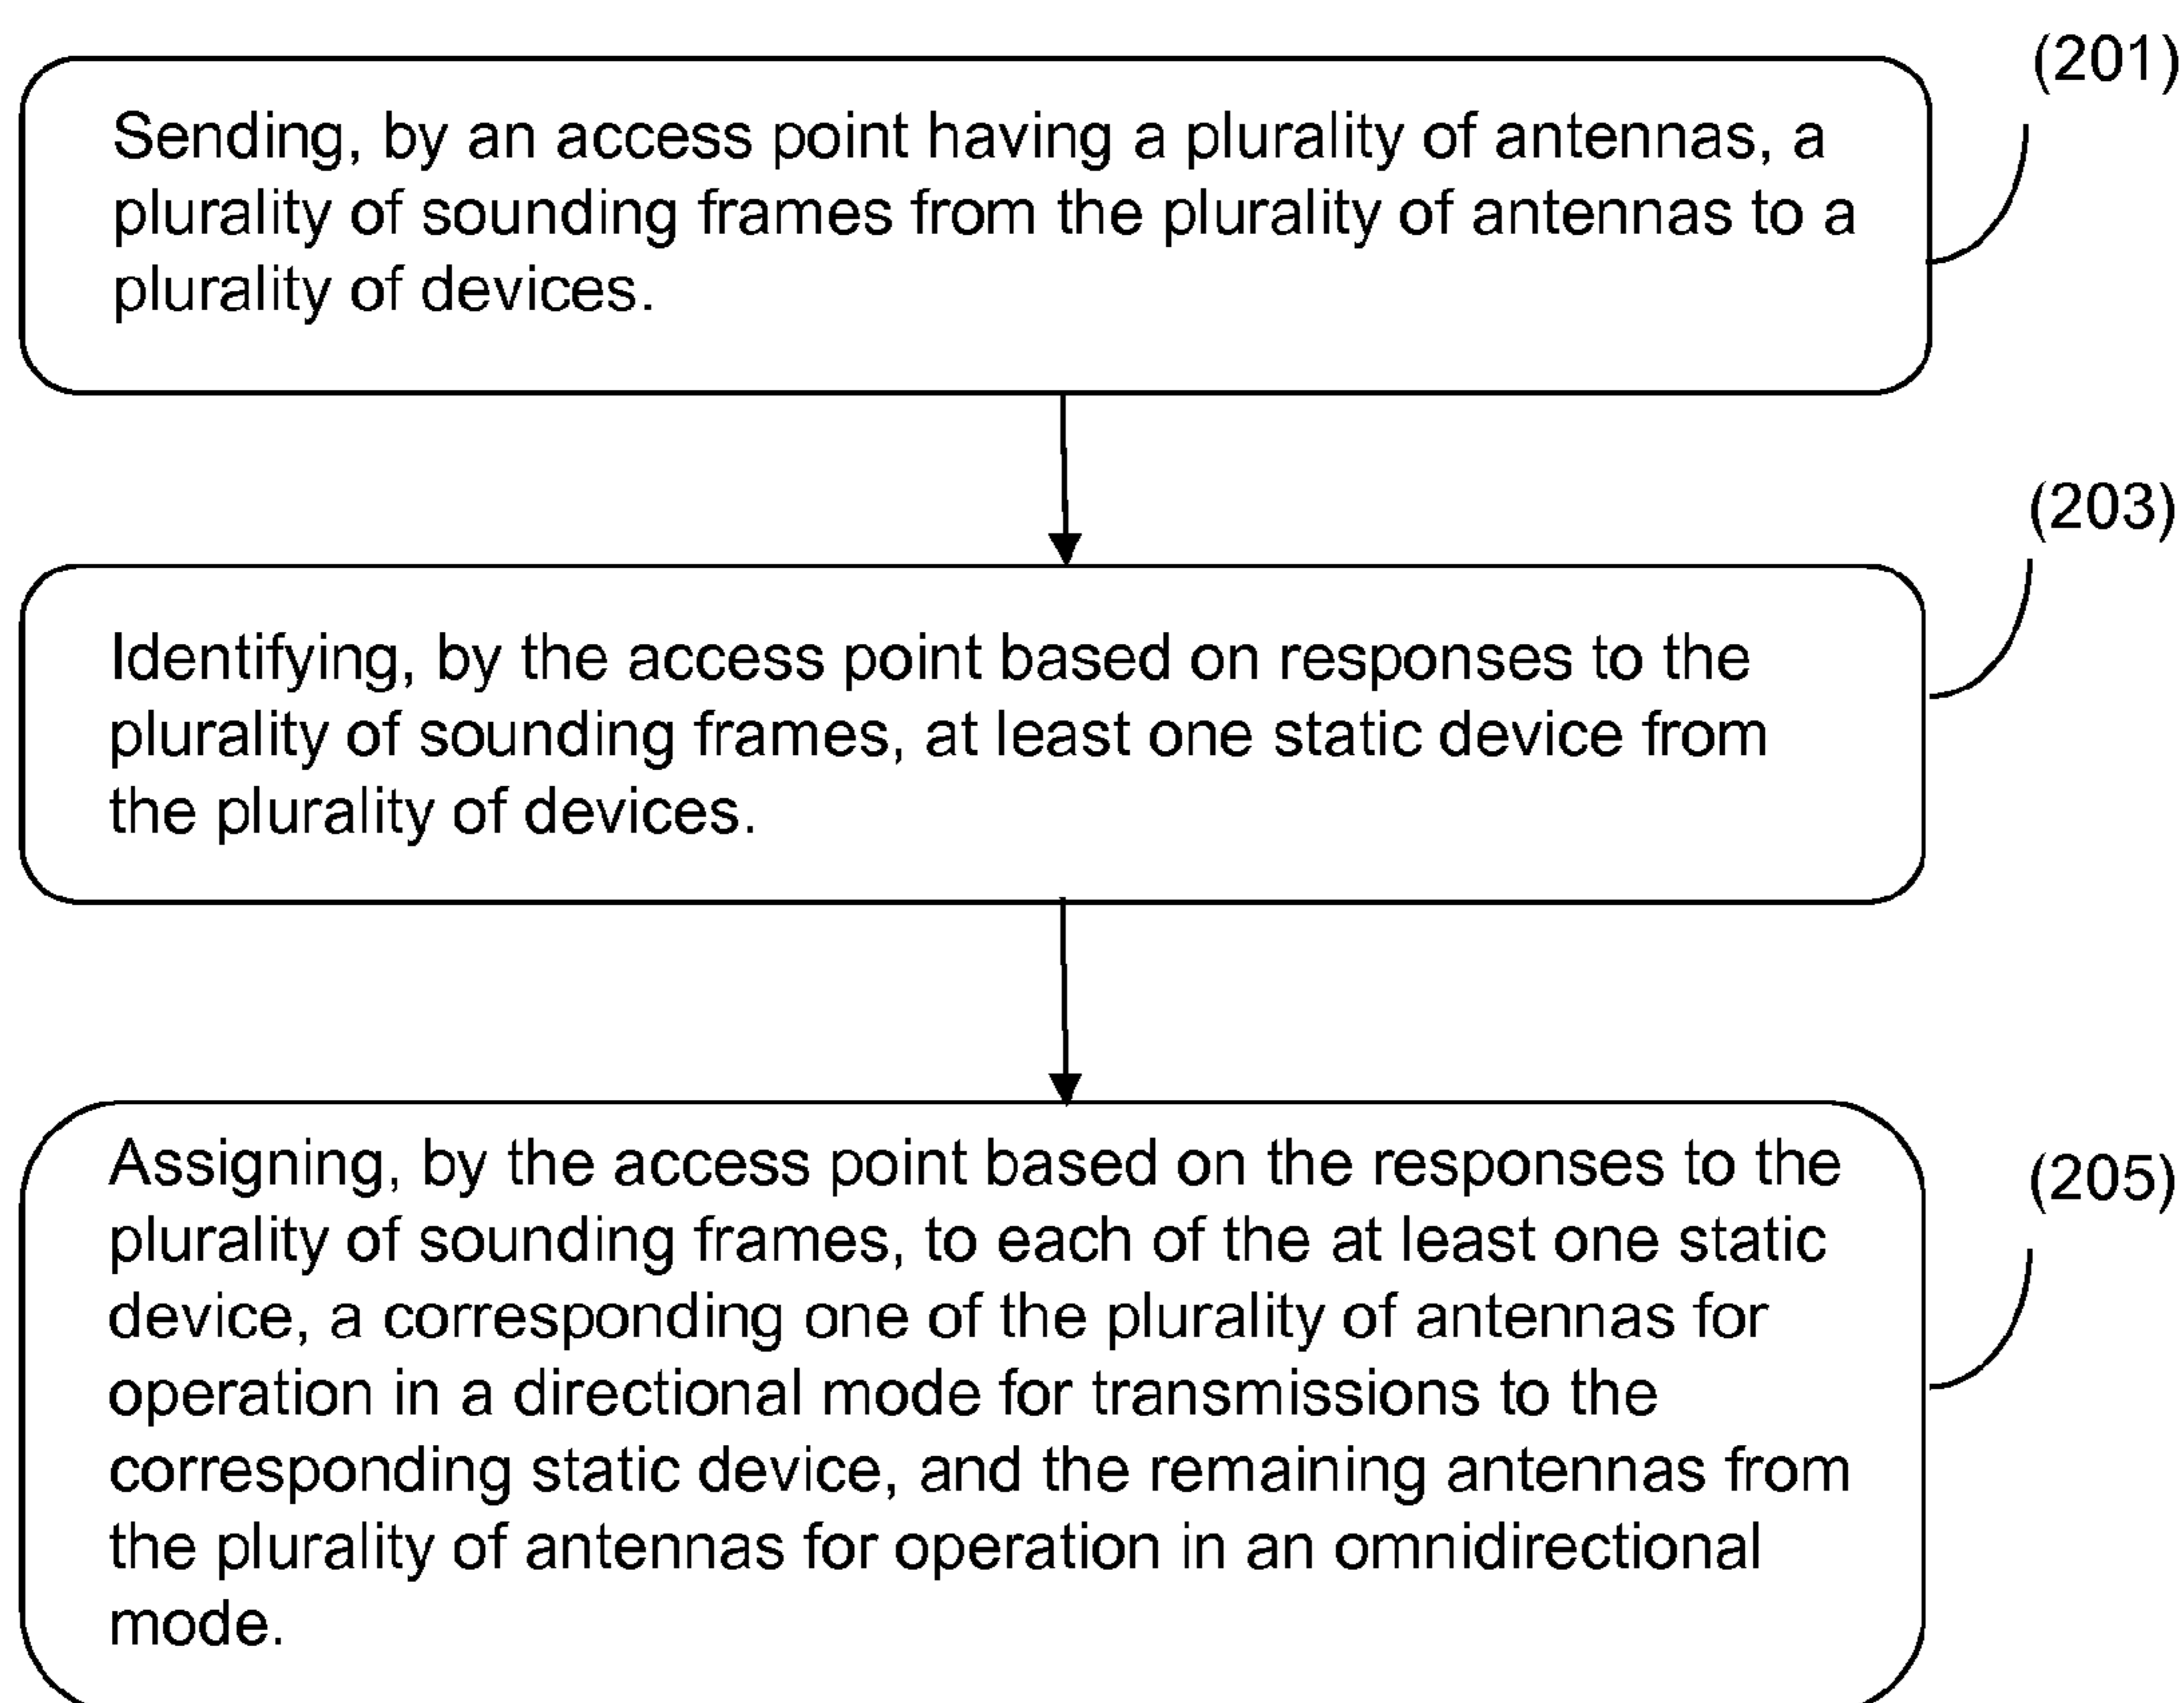 (201)
Sending, by an access point having a plurality of antennas, a
plurality of sounding frames from the plurality of antennas to a
plurality of devices.
(203)
Identifying, by the access point based on responses to the
plurality of sounding frames, at least one static device from
the plurality of devices.
(205)
Assigning, by the access point based on the responses to the
plurality of sounding frames, to each of the at least one static
device, a corresponding one of the plurality of antennas for
operation in a directional mode for transmissions to the
corresponding static device, and the remaining antennas from
the plurality of antennas for operation in an omnidirectional
mode.